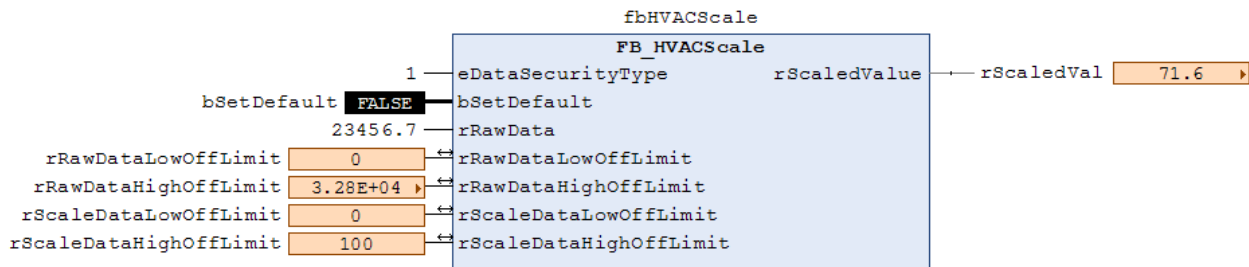 fbHVACScale
FB_HVACScale
1 eDataSecurityType rScaledValue rScaledVal 71.6
bSetDefault FALSE bSetDefault
23456.7 rRawData
rRawDataLowOffLimit 0 rRawDataLowOffLimit
rRawDataHighOffLimit 3.28E+04 rRawDataHighOffLimit
rScaleDataLowOffLimit 0 rScaleDataLowOffLimit
rScaleDataHighOffLimit 100 rScaleDataHighOffLimit